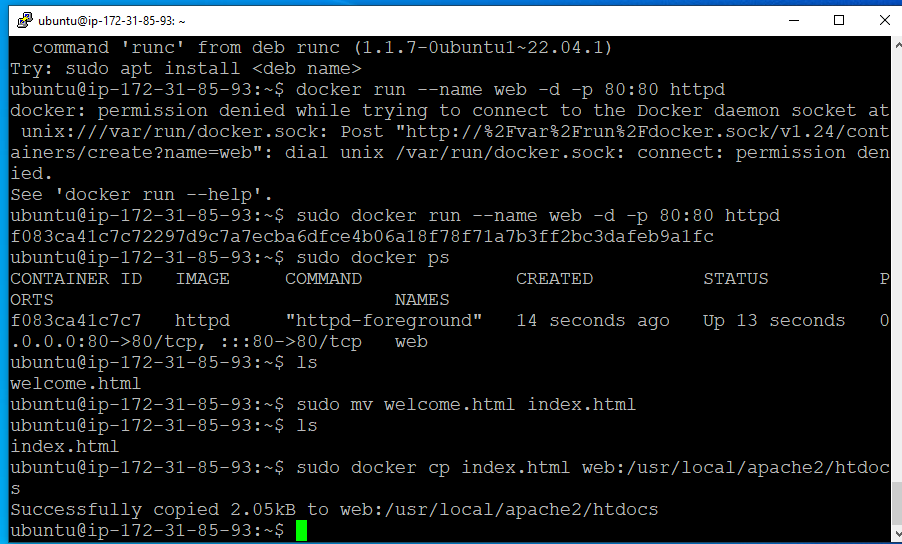 ubuntu@ip-172-31-85-93: ~
  command 'runc' from deb runc (1.1.7-0ubuntu1~22.04.1)
Try: sudo apt install <deb name>
ubuntu@ip-172-31-85-93:~$ docker run --name web -d -p 80:80 httpd
docker: permission denied while trying to connect to the Docker daemon socket at
 unix:///var/run/docker.sock: Post "http://%2Fvar%2Frun%2Fdocker.sock/v1.24/cont
ainers/create?name=web": dial unix /var/run/docker.sock: connect: permission den
ied.
See 'docker run --help'.
ubuntu@ip-172-31-85-93:~$ sudo docker run --name web -d -p 80:80 httpd
f083ca41c7c72297d9c7a7ecba6dfce4b06a18f78f71a7b3ff2bc3dafeb9a1fc
ubuntu@ip-172-31-85-93:~$ sudo docker ps
CONTAINER ID   IMAGE     COMMAND              CREATED          STATUS          P
ORTS                               NAMES
f083ca41c7c7   httpd     "httpd-foreground"   14 seconds ago   Up 13 seconds   0
.0.0.0:80->80/tcp, :::80->80/tcp   web
ubuntu@ip-172-31-85-93:~$ ls
welcome.html
ubuntu@ip-172-31-85-93:~$ sudo mv welcome.html index.html
ubuntu@ip-172-31-85-93:~$ ls
index.html
ubuntu@ip-172-31-85-93:~$ sudo docker cp index.html web:/usr/local/apache2/htdoc
s
Successfully copied 2.05kB to web:/usr/local/apache2/htdocs
ubuntu@ip-172-31-85-93:~$